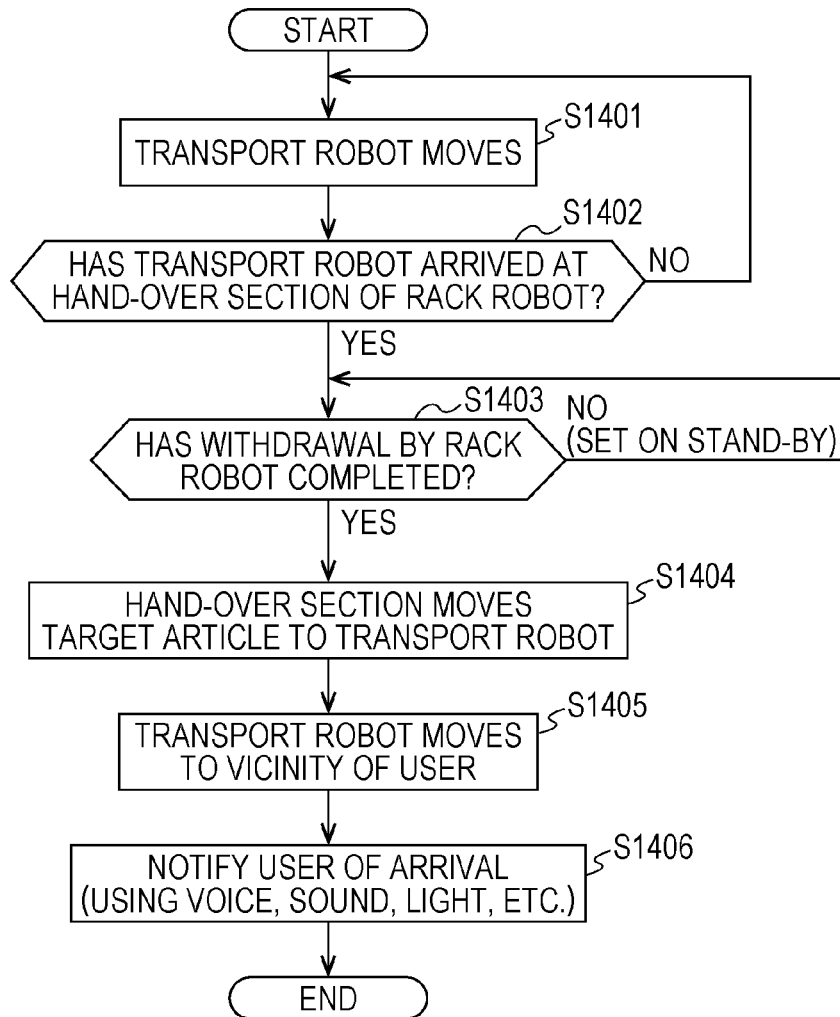 START
S1401
TRANSPORT ROBOT MOVES
S1402
HAS TRANSPORT ROBOT ARRIVED AT
HAND-OVER SECTION OF RACK ROBOT?
NO
YES
S1403
HAS WITHDRAWAL BY RACK
ROBOT COMPLETED?
NO
(SET ON STAND-BY)
YES
S1404
HAND-OVER SECTION MOVES
TARGET ARTICLE TO TRANSPORT ROBOT
S1405
TRANSPORT ROBOT MOVES
TO VICINITY OF USER
S1406
NOTIFY USER OF ARRIVAL
(USING VOICE, SOUND, LIGHT, ETC.)
END